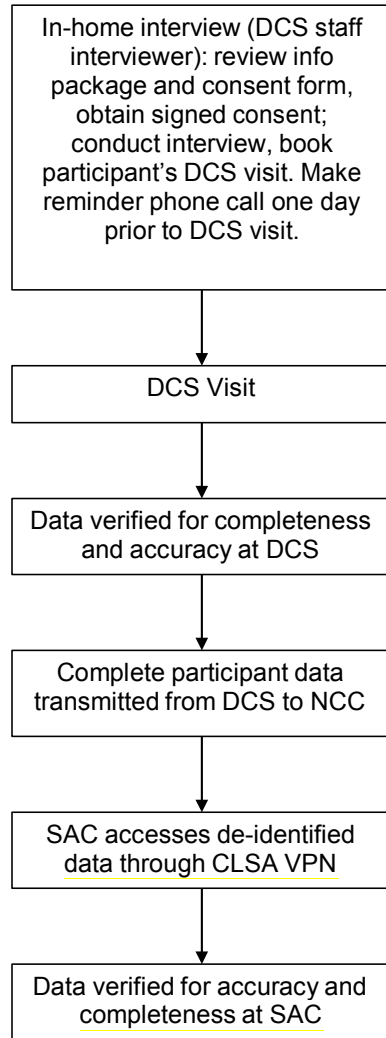 In-home interview (DCS staff
interviewer): review info
package and consent form,
obtain signed consent;
conduct interview, book
participant's DCS visit. Make
reminder phone call one day
prior to DCS visit.
DCS Visit
Data verified for completeness
and accuracy at DCS
Complete participant data
transmitted from DCS to NCC
SAC accesses de-identified
data through CLSA VPN
Data verified for accuracy and
completeness at SAC